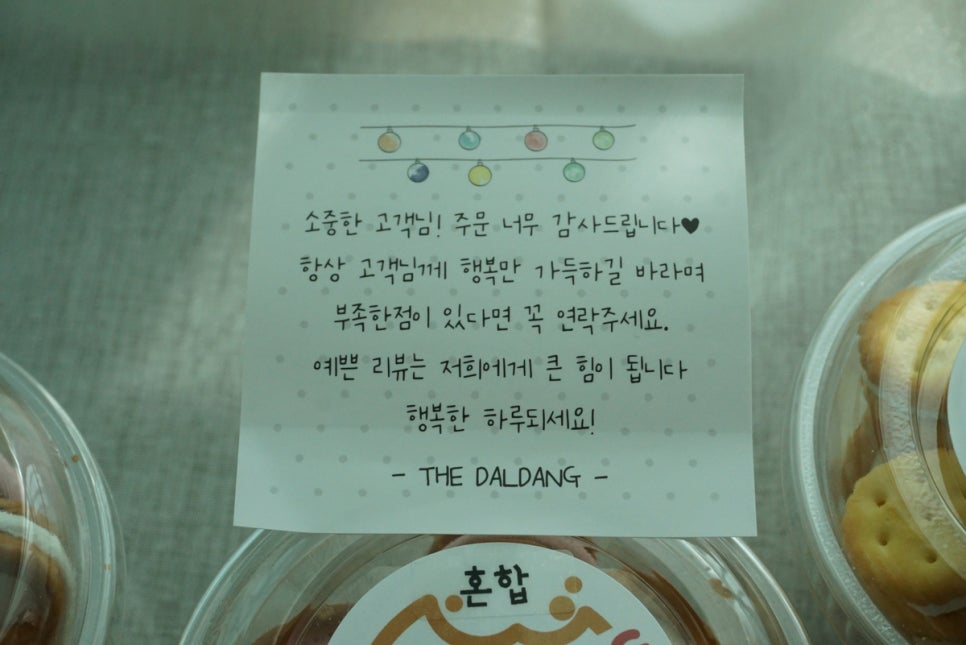 소중한 고객님! 주문 너무 감사드립니다♥
항상 고객님께 행복만 가득하길 바라며
부족한점이 있다면 꼭 연락주세요.
예쁜 리뷰는 저희에게 큰 힘이 됩니다
행복한 하루되세요!
- THE DALDANG -
혼합